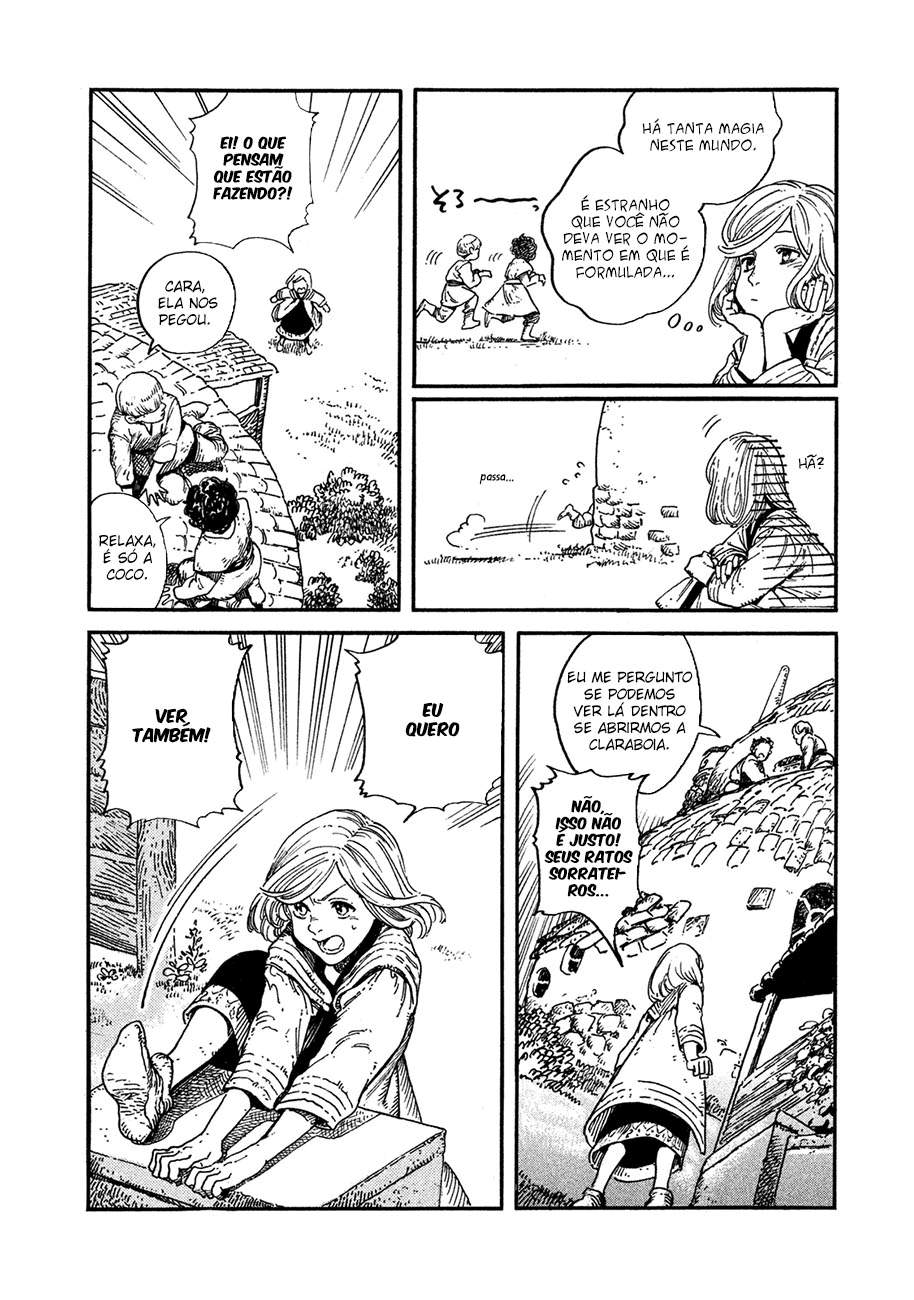 HÁ TANTA MAGIA
NESTE MUNDO.
É ESTRANHO
QUE VOCÊ NÃO
DEVA VER O MO-
MENTO EM QUE É
FORMULADA...
そろ〜
HÃ?
passa...
EI! O QUE
PENSAM
QUE ESTÃO
FAZENDO?!
CARA,
ELA NOS
PEGOU.
RELAXA,
É SÓ A
COCO.
EU ME PERGUNTO
SE PODEMOS
VER LÁ DENTRO
SE ABRIRMOS A
CLARABOIA.
NÃO,
ISSO NÃO
E JUSTO!
SEUS RATOS
SORRATEI-
ROS...
EU
QUERO
VER
TAMBÉM!